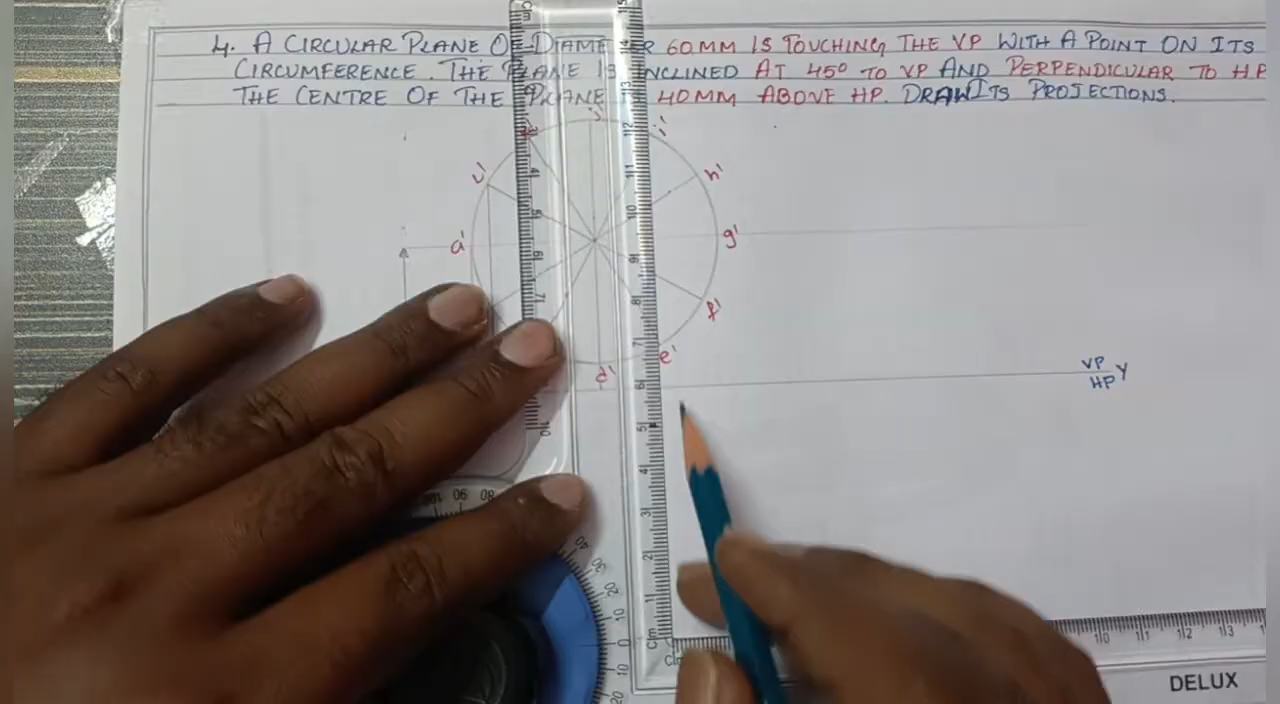 4. A CIRCULAR PLANE OF DIAMETER 60MM IS TOUCHING THE VP WITH A POINT ON ITS
CIRCUMFERENCE. THE PLANE IS INCLINED AT 45° TO VP AND PERPENDICULAR TO HP
THE CENTRE OF THE PLANE 40MM ABOVE HP. DRAW ITS PROJECTIONS.
j' i'
h'
a' g'
f'
e'
d'
VP
HP Y
DELUX